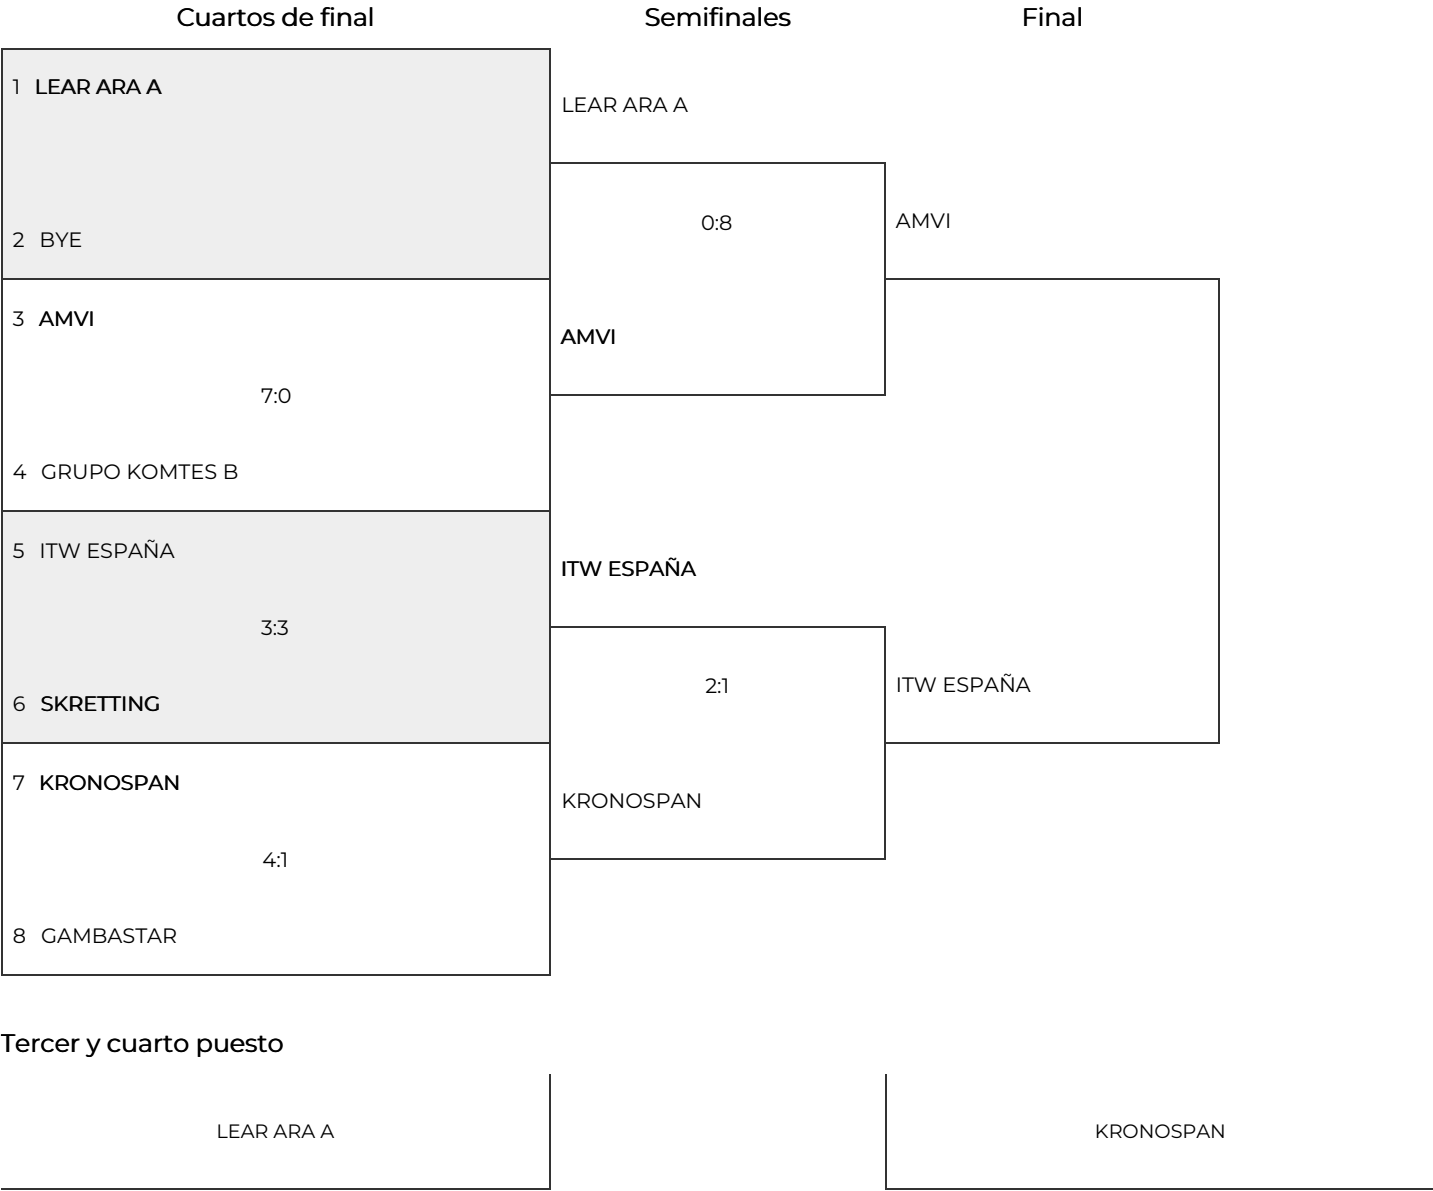 Cuartos de final Semifinales Final
1 LEAR ARA A
LEAR ARA A
0:8
AMVI
2 BYE
3 AMVI
AMVI
7:0
4 GRUPO KOMTES B
5 ITW ESPAÑA
ITW ESPAÑA
3:3
2:1
ITW ESPAÑA
6 SKRETTING
7 KRONOSPAN
KRONOSPAN
4:1
8 GAMBASTAR
Tercer y cuarto puesto
LEAR ARA A KRONOSPAN